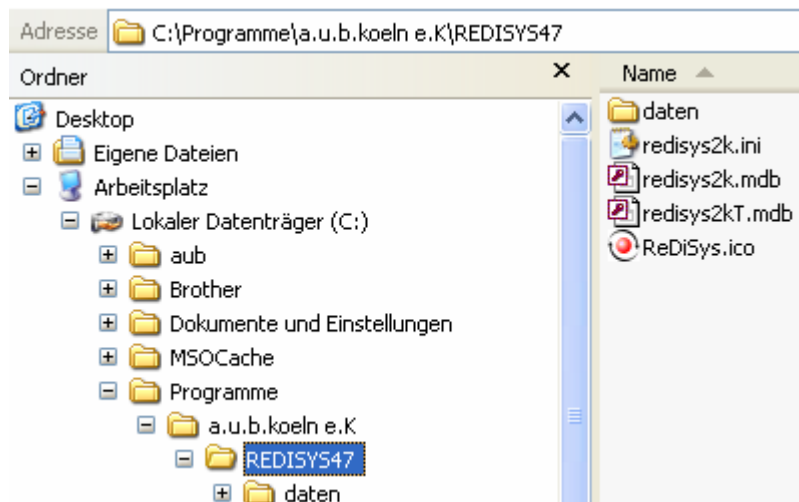 Adresse C:\Programme\a.u.b.koeln e.K\REDISYS47
Ordner
Desktop
Eigene Dateien
Arbeitsplatz
Lokaler Datenträger (C:)
aub
Brother
Dokumente und Einstellungen
MSOCache
Programme
a.u.b.koeln e.K
REDISYS47
daten
Name
daten
redisys2k.ini
redisys2k.mdb
redisys2kT.mdb
ReDiSys.ico